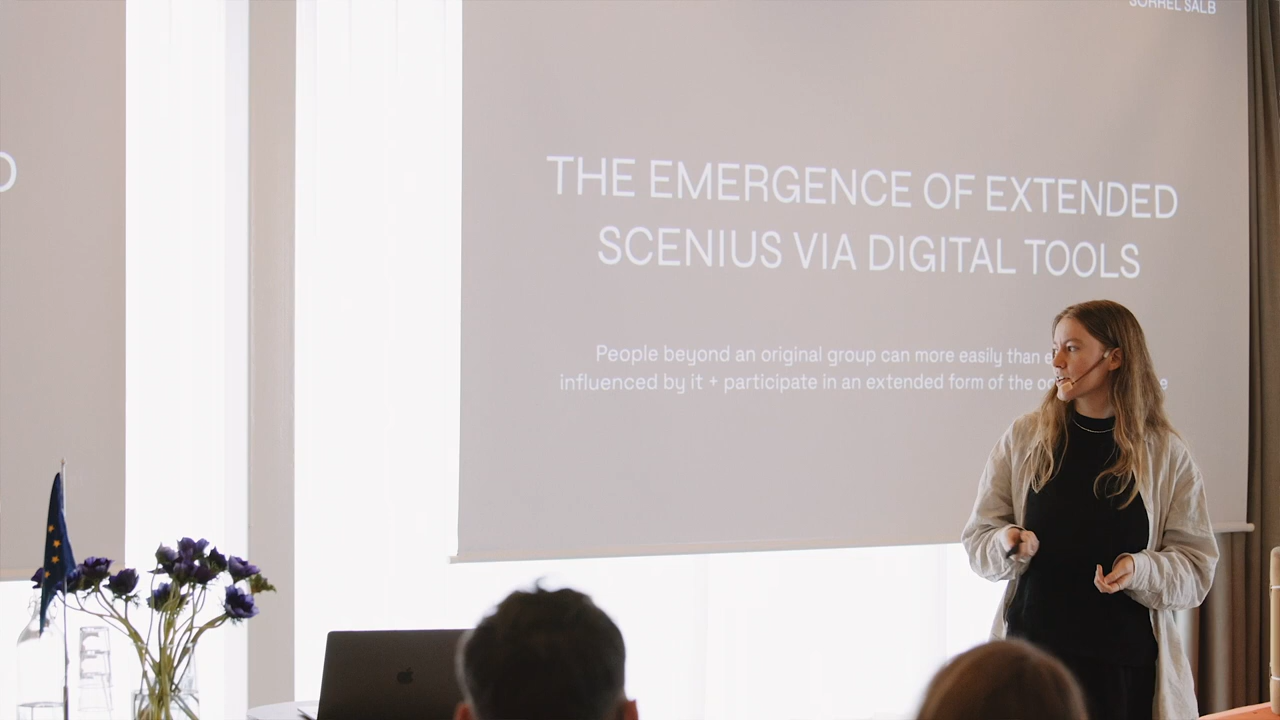 SORREL SALB
THE EMERGENCE OF EXTENDED
SCENIUS VIA DIGITAL TOOLS
People beyond an original group can more easily than
influenced by it + participate in an extended form of the